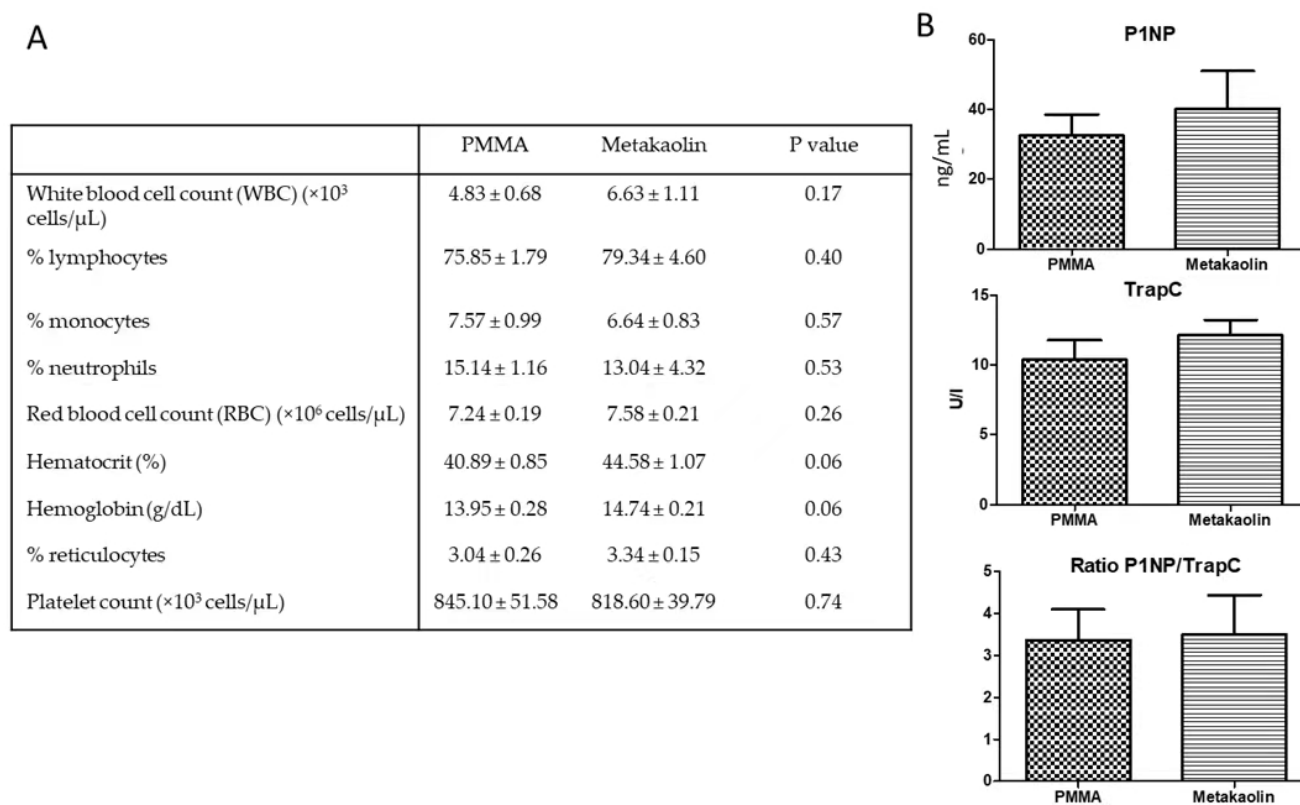 A
PMMA Metakaolin P value
White blood cell count (WBC) (×10³
cells/µL) 4.83 ± 0.68 6.63 ± 1.11 0.17
% lymphocytes 75.85 ± 1.79 79.34 ± 4.60 0.40
% monocytes 7.57 ± 0.99 6.64 ± 0.83 0.57
% neutrophils 15.14 ± 1.16 13.04 ± 4.32 0.53
Red blood cell count (RBC) (×10⁶ cells/µL) 7.24 ± 0.19 7.58 ± 0.21 0.26
Hematocrit (%) 40.89 ± 0.85 44.58 ± 1.07 0.06
Hemoglobin (g/dL) 13.95 ± 0.28 14.74 ± 0.21 0.06
% reticulocytes 3.04 ± 0.26 3.34 ± 0.15 0.43
Platelet count (×10³ cells/µL) 845.10 ± 51.58 818.60 ± 39.79 0.74
B
P1NP
ng/mL
60
40
20
0
PMMA Metakaolin
TrapC
U/l
15
10
5
0
PMMA Metakaolin
Ratio P1NP/TrapC
5
4
3
2
1
0
PMMA Metakaolin